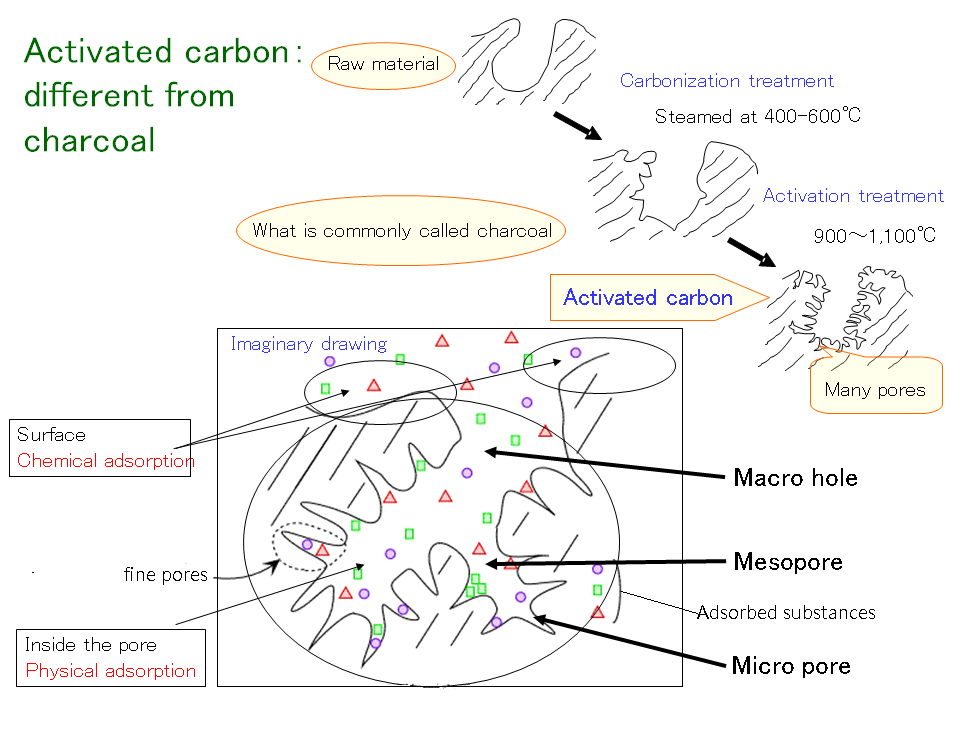 Activated carbon:
different from
charcoal
Raw material
Carbonization treatment
Steamed at 400-600℃
Activation treatment
900～1,100℃
What is commonly called charcoal
Activated carbon
Many pores
Imaginary drawing
Surface
Chemical adsorption
Macro hole
Mesopore
fine pores
Adsorbed substances
Inside the pore
Physical adsorption
Micro pore